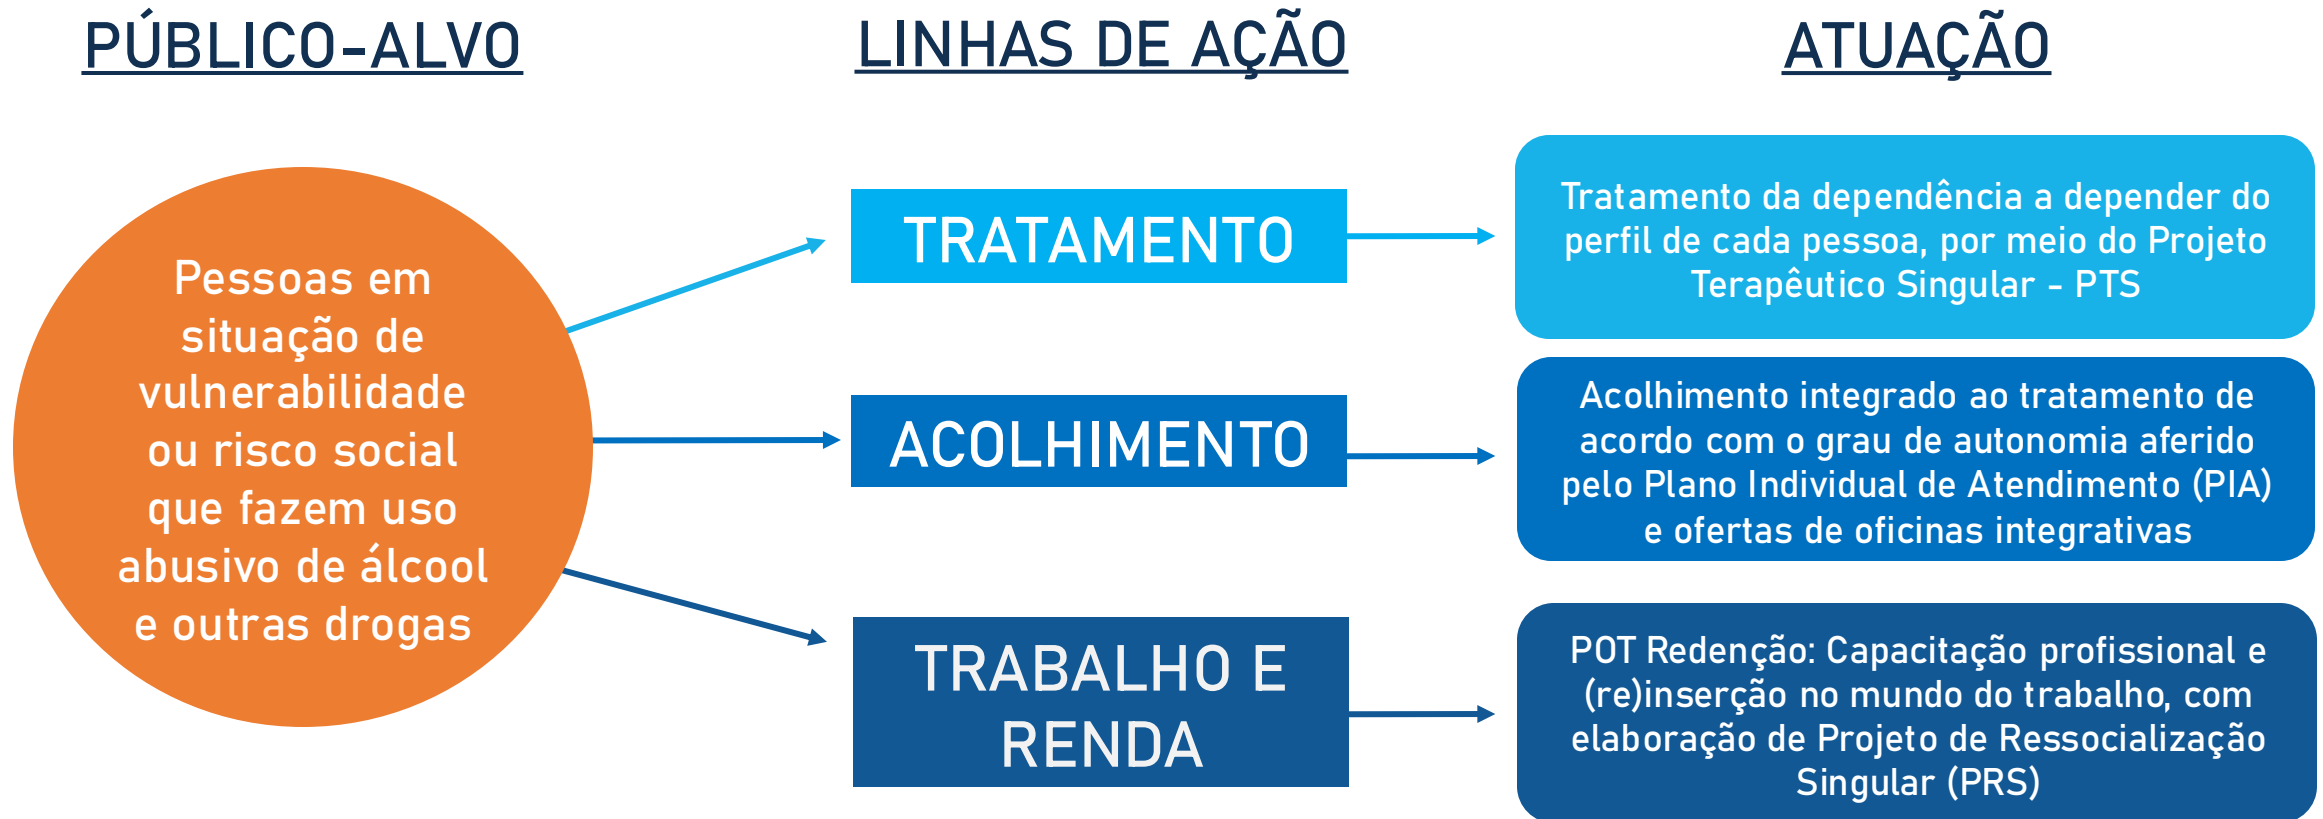 PÚBLICO-ALVO
LINHAS DE AÇÃO
ATUAÇÃO
Pessoas em
situação de
vulnerabilidade
ou risco social
que fazem uso
abusivo de álcool
e outras drogas
TRATAMENTO
Tratamento da dependência a depender do
perfil de cada pessoa, por meio do Projeto
Terapêutico Singular - PTS
ACOLHIMENTO
Acolhimento integrado ao tratamento de
acordo com o grau de autonomia aferido
pelo Plano Individual de Atendimento (PIA)
e ofertas de oficinas integrativas
TRABALHO E
RENDA
POT Redenção: Capacitação profissional e
(re)inserção no mundo do trabalho, com
elaboração de Projeto de Ressocialização
Singular (PRS)